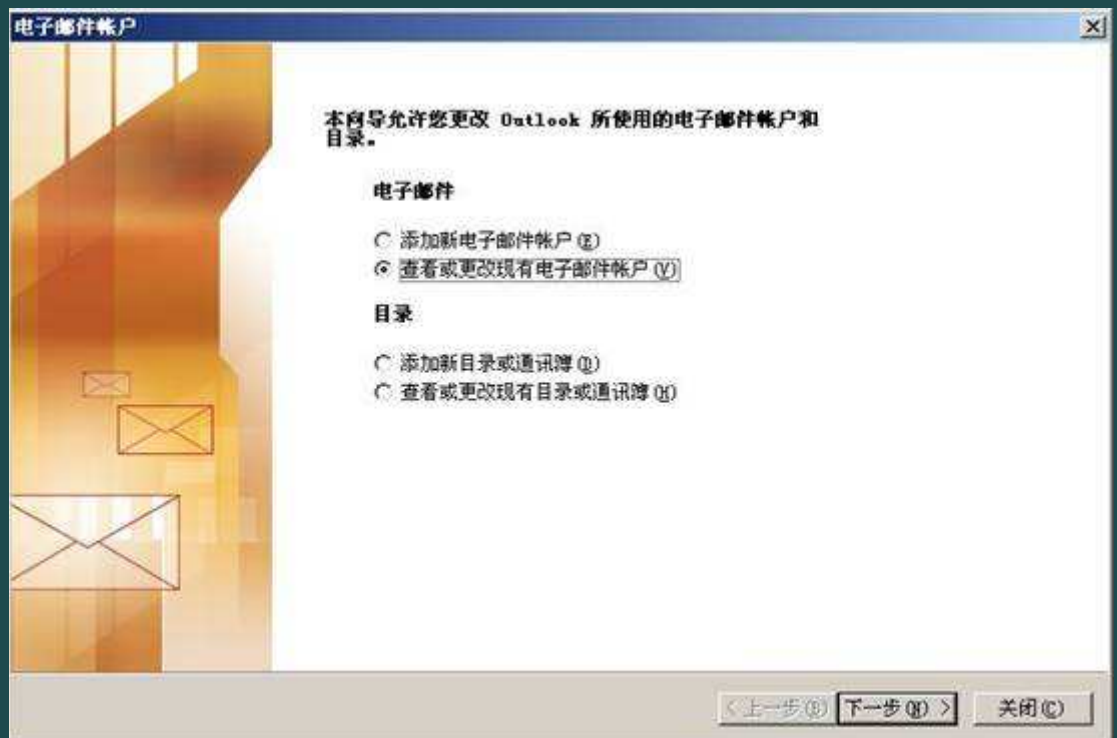 电子邮件帐户
本向导允许您更改 Outlook 所使用的电子邮件帐户和
目录。
电子邮件
添加新电子邮件帐户(E)
查看或更改现有电子邮件帐户(V)
目录
添加新目录或通讯簿(D)
查看或更改现有目录或通讯簿(H)
< 上一步(B) 下一步(N) > 关闭(C)